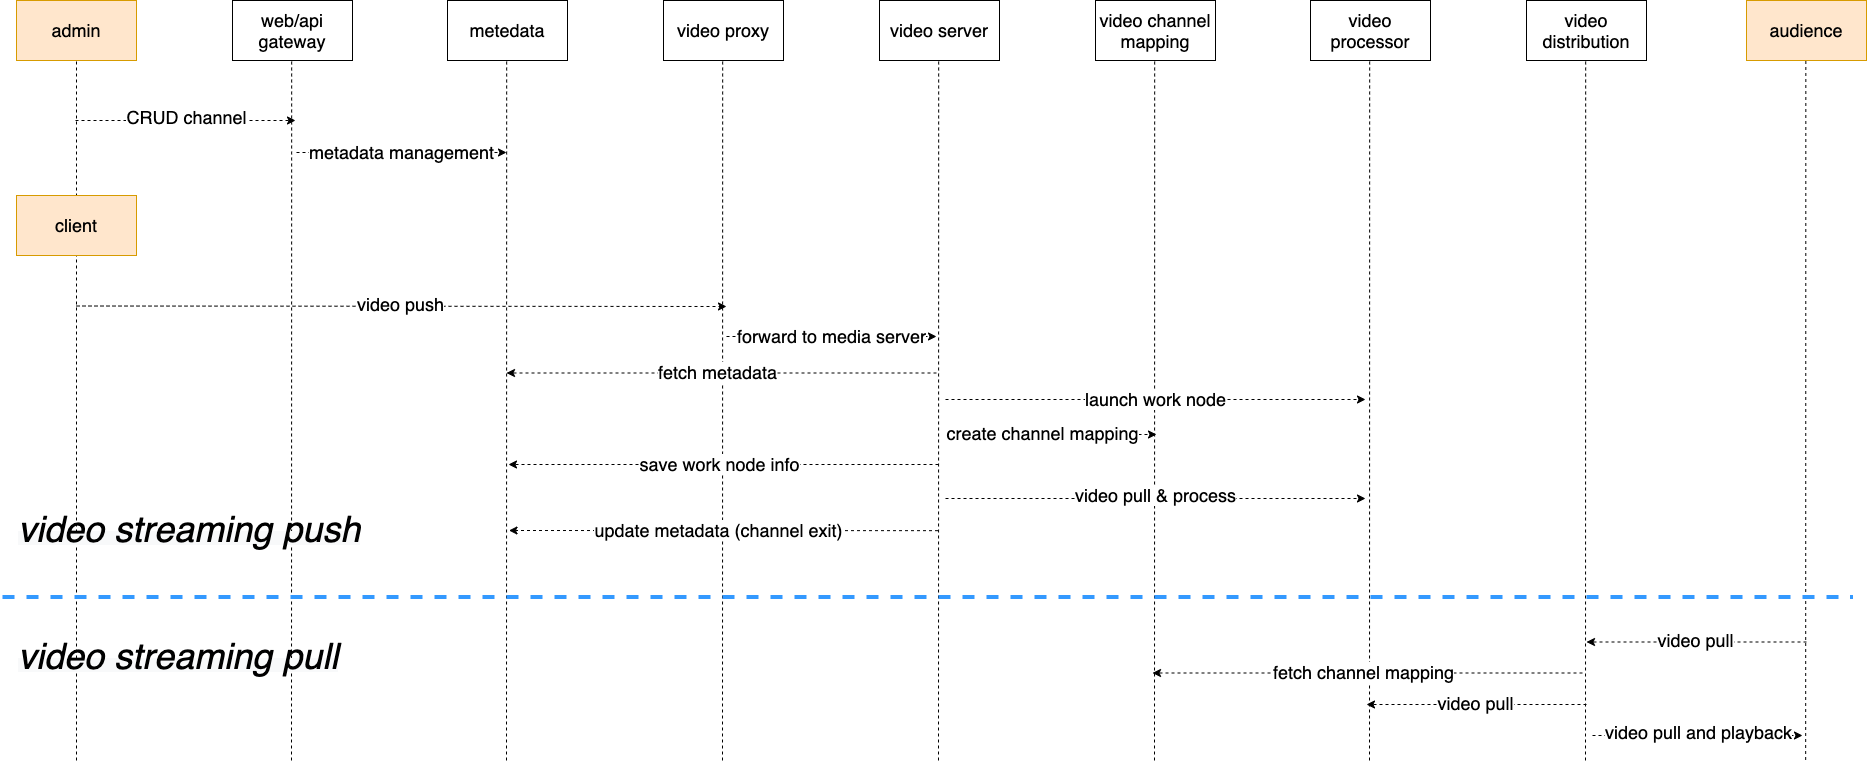 admin
web/api
gateway
metedata
video proxy
video server
video channel
mapping
video
processor
video
distribution
audience
CRUD channel
metadata management
client
video push
forward to media server
fetch metadata
launch work node
create channel mapping
save work node info
video pull & process
video streaming push
update metadata (channel exit)
video pull
video streaming pull
fetch channel mapping
video pull
video pull and playback